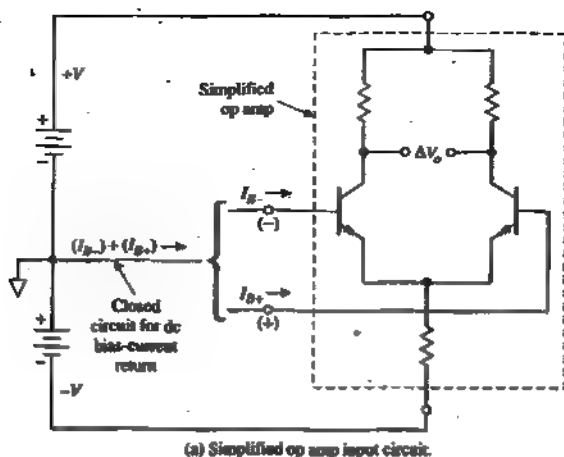 +V
Simplified
op amp
+
-
ΔVₒ
I_B-
(-)
(I_B-) + (I_B+)
Closed
circuit for dc
bias-current
return
I_B+
(+)
+
-
-V
(a) Simplified op amp input circuit.